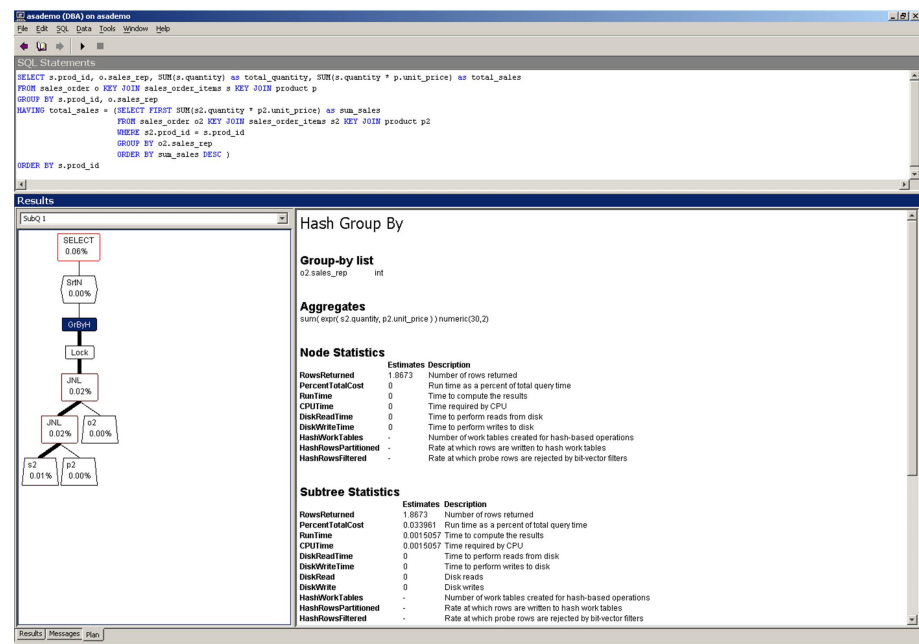 asademo (DBA) on asademo
File Edit SQL Data Tools Window Help
SQL Statements
SELECT s.prod_id, o.sales_rep, SUM(s.quantity) as total_quantity, SUM(s.quantity * p.unit_price) as total_sales
FROM sales_order o KEY JOIN sales_order_items s KEY JOIN product p
GROUP BY s.prod_id, o.sales_rep
HAVING total_sales = (SELECT FIRST SUM(s2.quantity * p2.unit_price) as sum_sales
FROM sales_order o2 KEY JOIN sales_order_items s2 KEY JOIN product p2
WHERE s2.prod_id = s.prod_id
GROUP BY o2.sales_rep
ORDER BY sum_sales DESC )
ORDER BY s.prod_id
Results
SubQ 1
SELECT
0.06%
SrtN
0.00%
GrByH
Lock
JNL
0.02%
JNL
0.02%
o2
0.00%
s2
0.01%
p2
0.00%
Hash Group By
Group-by list
o2.sales_rep int
Aggregates
sum( expr( s2.quantity, p2.unit_price ) ) numeric(30,2)
Node Statistics
Estimates Description
RowsReturned 1.8673 Number of rows returned
PercentTotalCost 0 Run time as a percent of total query time
RunTime 0 Time to compute the results
CPUTime 0 Time required by CPU
DiskReadTime 0 Time to perform reads from disk
DiskWriteTime 0 Time to perform writes to disk
HashWorkTables - Number of work tables created for hash-based operations
HashRowsPartitioned - Rate at which rows are written to hash work tables
HashRowsFiltered - Rate at which probe rows are rejected by bit-vector filters
Subtree Statistics
Estimates Description
RowsReturned 1.8673 Number of rows returned
PercentTotalCost 0.033961 Run time as a percent of total query time
RunTime 0.0015057 Time to compute the results
CPUTime 0.0015057 Time required by CPU
DiskReadTime 0 Time to perform reads from disk
DiskWriteTime 0 Time to perform writes to disk
DiskRead 0 Disk reads
DiskWrite 0 Disk writes
HashWorkTables - Number of work tables created for hash-based operations
HashRowsPartitioned - Rate at which rows are written to hash work tables
HashRowsFiltered - Rate at which probe rows are rejected by bit-vector filters
Results Messages Plan